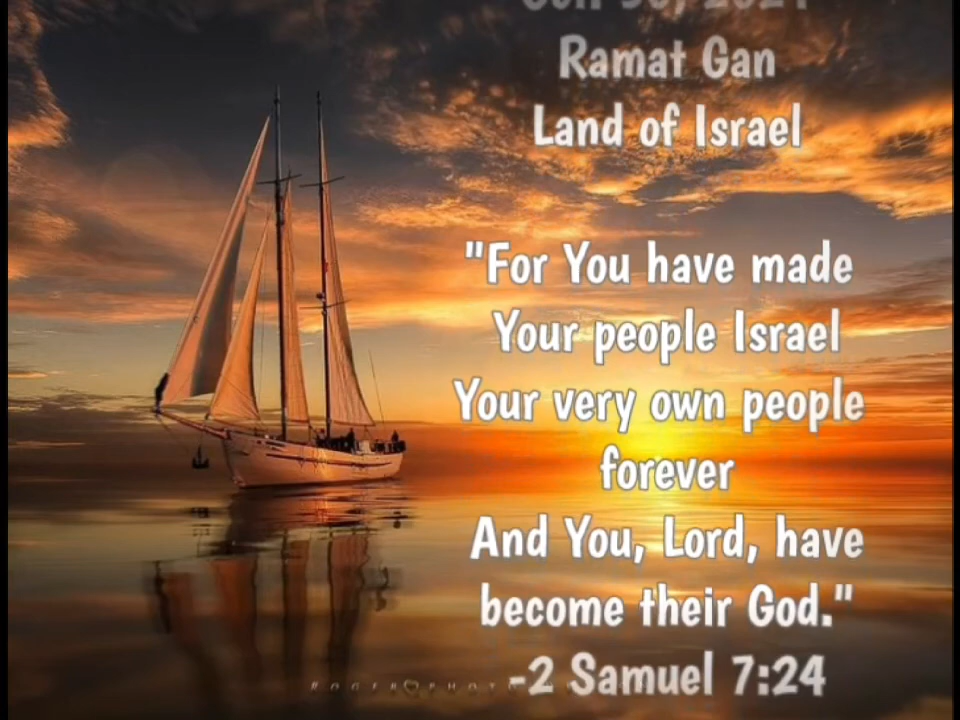 Ramat Gan
Land of Israel
"For You have made
Your people Israel
Your very own people
forever
And You, Lord, have
become their God."
-2 Samuel 7:24